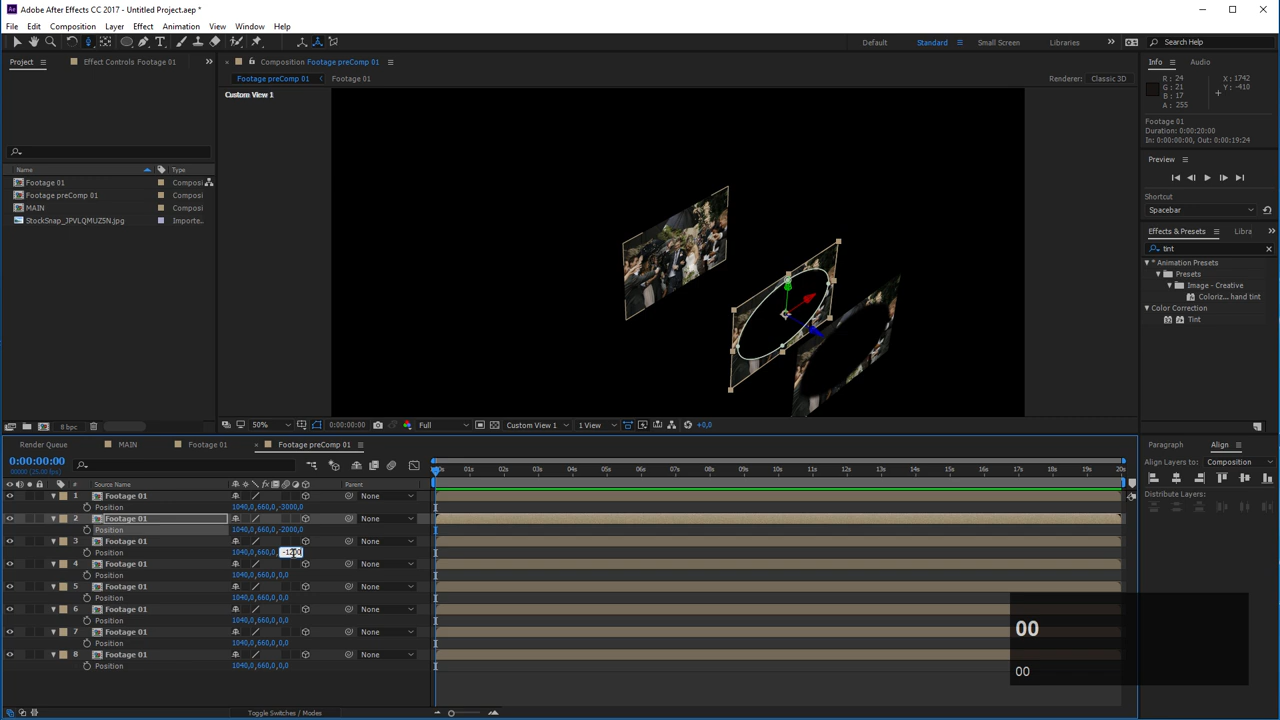 Adobe After Effects CC 2017 - Untitled Project.aep *
File Edit Composition Layer Effect Animation View Window Help
Default Standard Small Screen Libraries Search Help
Project Effect Controls Footage 01
Composition Footage preComp 01
Footage preComp 01 Footage 01
Renderer: Classic 3D
Custom View 1
Info Audio
R: 24 X: 1742
G: 21 Y: -410
B: 17
A: 255
Footage 01
Duration: 0:00:20:00
In: 0:00:00:00, Out: 0:00:19:24
Name Type
Footage 01 Composi
Footage preComp 01 Composi
MAIN Composi
StockSnap_JPVLQMUZ5N.jpg Importe..
Preview
Shortcut
Spacebar
Effects & Presets Libra
tint
Animation Presets
Presets
Image - Creative
Coloriz... hand tint
Color Correction
Tint
8 bpc
50% 0:00:00:00 Full Custom View 1 1 View +0,0
Render Queue MAIN Footage 01 Footage preComp 01
0:00:00:00
00000 (25.00 fps)
# Source Name Parent
00s 01s 02s 03s 04s 05s 06s 07s 08s 09s 10s 11s 12s 13s 14s 15s 16s 17s 18s 19s 20s
1 Footage 01 None
Position 1040,0,660,0,-3000,0
2 Footage 01 None
Position 1040,0,660,0,-2000,0
3 Footage 01 None
Position 1040,0,660,0, -1200
4 Footage 01 None
Position 1040,0,660,0,0,0
5 Footage 01 None
Position 1040,0,660,0,0,0
6 Footage 01 None
Position 1040,0,660,0,0,0
7 Footage 01 None
Position 1040,0,660,0,0,0
8 Footage 01 None
Position 1040,0,660,0,0,0
Toggle Switches / Modes
Paragraph Align
Align Layers to: Composition
Distribute Layers:
00
00